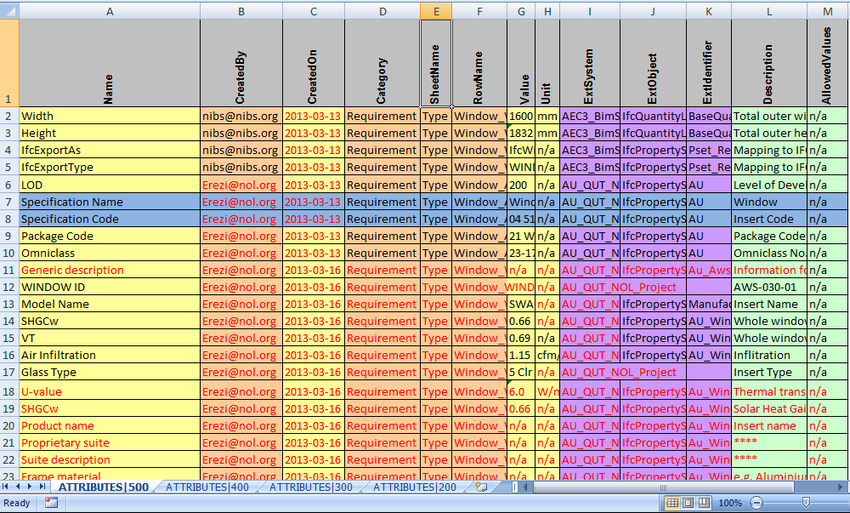 A B C D E F G H I J K L M
1 Name CreatedBy CreatedOn Category SheetName RowName Value Unit ExtSystem ExtObject ExtIdentifier Description AllowedValues
2 Width nibs@nibs.org 2013-03-13 Requirement Type Window_ 1600 mm AEC3_BimS IfcQuantityL BaseQua Total outer wi n/a
3 Height nibs@nibs.org 2013-03-13 Requirement Type Window_ 1832 mm AEC3_BimS IfcQuantityL BaseQua Total outer he n/a
4 IfcExportAs nibs@nibs.org 2013-03-13 Requirement Type Window_ IfcW n/a AEC3_BimS IfcPropertyS Pset_Re Mapping to IF n/a
5 IfcExportType nibs@nibs.org 2013-03-13 Requirement Type Window_ WIN n/a AEC3_BimS IfcPropertyS Pset_Re Mapping to IF n/a
6 LOD Erezi@nol.org 2013-03-13 Requirement Type Window_ 200 n/a AU_QUT_N IfcPropertyS AU Level of Deve n/a
7 Specification Name Erezi@nol.org 2013-03-13 Requirement Type Window_ Wind n/a AU_QUT_N IfcPropertyS AU Window n/a
8 Specification Code Erezi@nol.org 2013-03-13 Requirement Type Window_ 04 51 n/a AU_QUT_N IfcPropertyS AU Insert Code n/a
9 Package Code Erezi@nol.org 2013-03-13 Requirement Type Window_ 21 W n/a AU_QUT_N IfcPropertyS AU Package Code n/a
10 Omniclass Erezi@nol.org 2013-03-13 Requirement Type Window_ 23-17 n/a AU_QUT_N IfcPropertyS AU Omniclass No. n/a
11 Generic description Erezi@nol.org 2013-03-16 Requirement Type Window_ n/a n/a AU_QUT_N IfcPropertyS Au_Aws Information fo n/a
12 WINDOW ID Erezi@nol.org 2013-03-16 Requirement Type Window_ WIND n/a AU_QUT_NOL_Project AWS-030-01 n/a
13 Model Name Erezi@nol.org 2013-03-16 Requirement Type Window_ SWA n/a AU_QUT_N IfcPropertyS Manufac Insert Name n/a
14 SHGCw Erezi@nol.org 2013-03-16 Requirement Type Window_ 0.66 n/a AU_QUT_N IfcPropertyS AU_Win Whole window n/a
15 VT Erezi@nol.org 2013-03-16 Requirement Type Window_ 0.69 n/a AU_QUT_N IfcPropertyS AU_Win Whole window n/a
16 Air Infiltration Erezi@nol.org 2013-03-16 Requirement Type Window_ 1.15 cfm/ AU_QUT_N IfcPropertyS AU_Win Inflitration n/a
17 Glass Type Erezi@nol.org 2013-03-16 Requirement Type Window_ 5 Clr n/a AU_QUT_NOL_Project Insert Type n/a
18 U-value Erezi@nol.org 2013-03-16 Requirement Type Window_ 6.0 W/n AU_QUT_N IfcPropertyS Au_Win Thermal trans n/a
19 SHGCw Erezi@nol.org 2013-03-16 Requirement Type Window_ 0.66 n/a AU_QUT_N IfcPropertyS Au_Win Solar Heat Gai n/a
20 Product name Erezi@nol.org 2013-03-16 Requirement Type Window_ n/a n/a AU_QUT_N IfcPropertyS Au_Win Insert name n/a
21 Proprietary suite Erezi@nol.org 2013-03-16 Requirement Type Window_ n/a n/a AU_QUT_N IfcPropertyS Au_Win **** n/a
22 Suite description Erezi@nol.org 2013-03-16 Requirement Type Window_ n/a n/a AU_QUT_N IfcPropertyS Au_Win **** n/a
23 Frame material Erezi@nol.org 2013-03-16 Requirement Type Window_ n/a n/a AU_QUT_N IfcPropertyS Au_Win e.g. Aluminiu n/a
ATTRIBUTES|500 ATTRIBUTES|400 ATTRIBUTES|300 ATTRIBUTES|200
Ready 100%